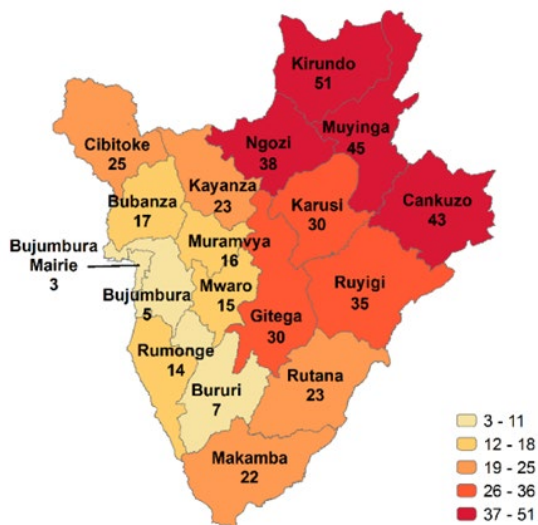 Kirundo
51
Muyinga
45
Ngozi
38
Cibitoke
25
Kayanza
23
Cankuzo
43
Karusi
30
Bubanza
17
Muramvya
16
Bujumbura
Mairie
3
Mwaro
15
Ruyigi
35
Bujumbura
5
Gitega
30
Rumonge
14
Rutana
23
Bururi
7
Makamba
22
3 - 11
12 - 18
19 - 25
26 - 36
37 - 51